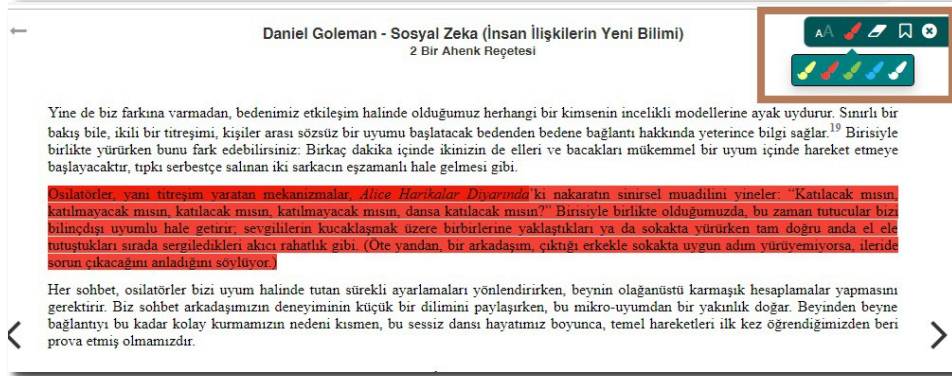 Daniel Goleman - Sosyal Zeka (İnsan İlişkilerin Yeni Bilimi)
2 Bir Ahenk Reçetesi
AA
Yine de biz farkına varmadan, bedenimiz etkileşim halinde olduğumuz herhangi bir kimsenin incelikli modellerine ayak uydurur. Sınırlı bir
bakış bile, ikili bir titreşimi, kişiler arası sözsüz bir uyumu başlatacak bedenden bedene bağlantı hakkında yeterince bilgi sağlar.19 Birisiyle
birlikte yürürken bunu fark edebilirsiniz: Birkaç dakika içinde ikinizin de elleri ve bacakları mükemmel bir uyum içinde hareket etmeye
başlayacaktır, tıpkı serbestçe salınan iki sarkacın eşzamanlı hale gelmesi gibi.
Osilatörler, yani titreşim yaratan mekanizmalar, Alice Harikalar Diyarında'ki nakaratın sinirsel muadilini yineler: “Katılacak mısın,
katılmayacak mısın, katılacak mısın, katılmayacak mısın, dansa katılacak mısın?” Birisiyle birlikte olduğumuzda, bu zaman tutucular bizi
bilinçdışı uyumlu hale getirir; sevgililerin kucaklaşmak üzere birbirlerine yaklaştıkları ya da sokakta yürürken tam doğru anda el ele
tutuştukları sırada sergiledikleri akıcı rahatlık gibi. (Öte yandan, bir arkadaşım, çıktığı erkekle sokakta uygun adım yürüyemiyorsa, ileride
sorun çıkacağını anladığını söylüyor.)
Her sohbet, osilatörler bizi uyum halinde tutan sürekli ayarlamaları yönlendirirken, beynin olağanüstü karmaşık hesaplamalar yapmasını
gerektirir. Biz sohbet arkadaşımızın deneyiminin küçük bir dilimini paylaşırken, bu mikro-uyumdan bir yakınlık doğar. Beyinden beyne
bağlantıyı bu kadar kolay kurmamızın nedeni kısmen, bu sessiz dansı hayatımız boyunca, temel hareketleri ilk kez öğrendiğimizden beri
prova etmiş olmamızdır.